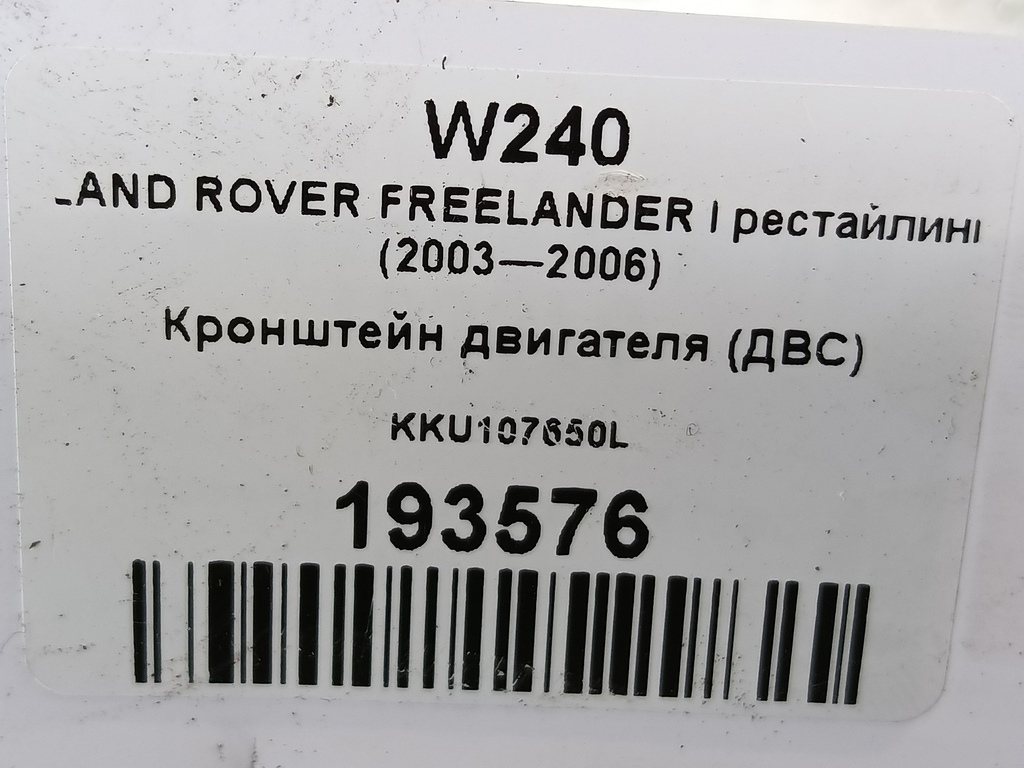 W240
LAND ROVER FREELANDER I рестайлинг
(2003—2006)
Кронштейн двигателя (ДВС)
KKU107650L
193576